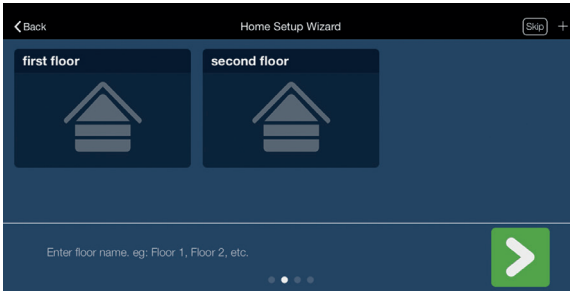 Back
Home Setup Wizard
Skip
+
first floor
second floor
Enter floor name. eg: Floor 1, Floor 2, etc.